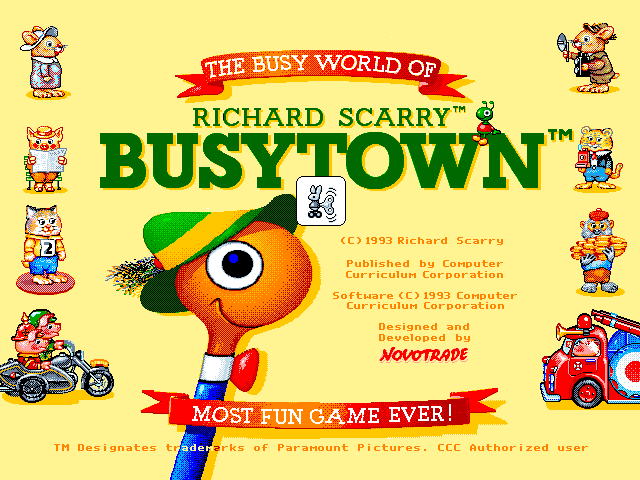 THE BUSY WORLD OF
RICHARD SCARRY™
BUSYTOWN™
(C) 1993 Richard Scarry
Published by Computer
Curriculum Corporation
Software (C) 1993 Computer
Curriculum Corporation
Designed and
Developed by
NOVOTRADE
2
MOST FUN GAME EVER!
TM Designates trademarks of Paramount Pictures. CCC Authorized user